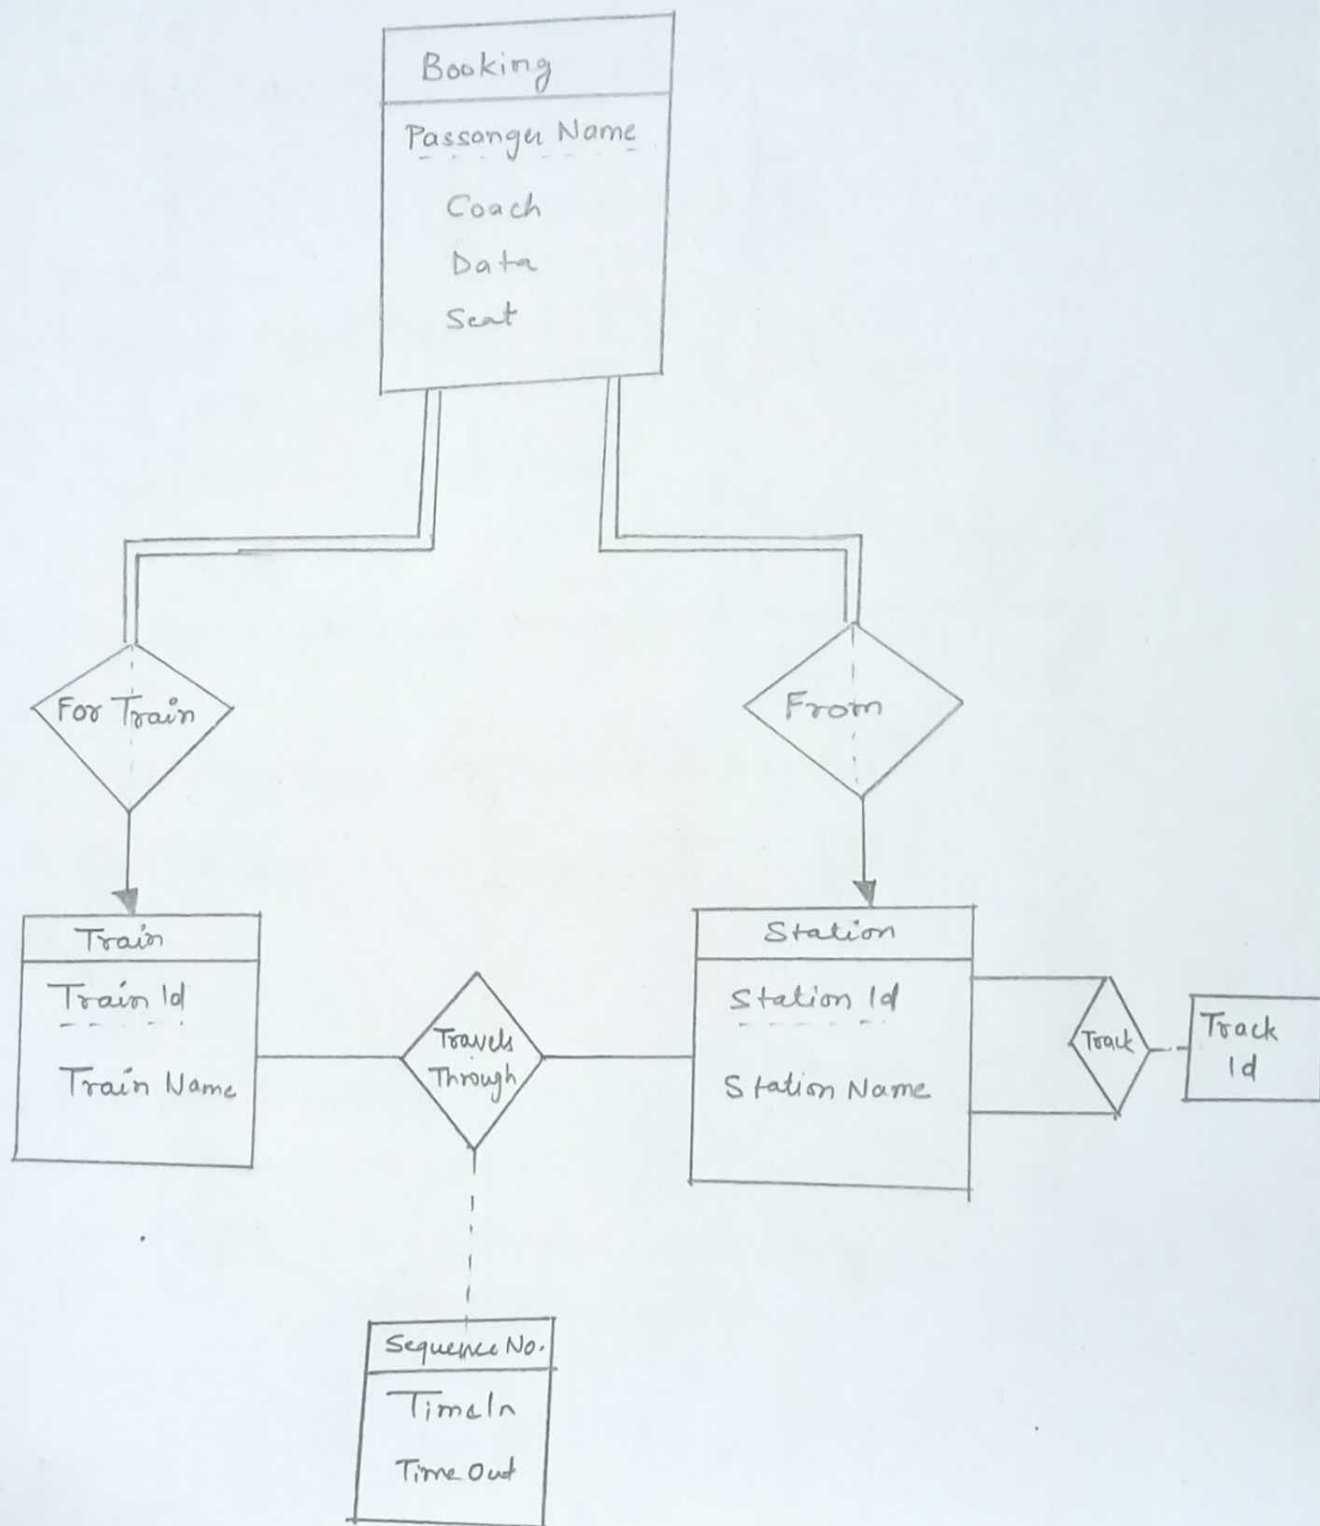 Booking
Passanger Name
Coach
Data
Seat
For Train
From
Train
Train Id
Train Name
Travels
Through
Station
Station Id
Station Name
Track
Track
Id
Sequence No.
TimeIn
Time Out